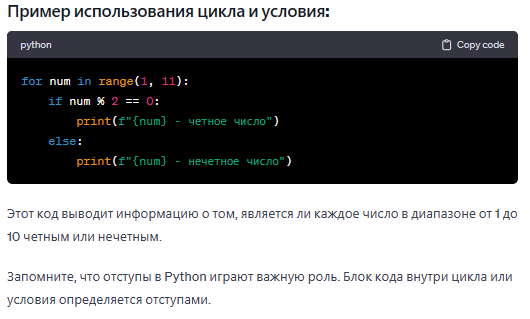 Пример использования цикла и условия:
python
Copy code
for num in range(1, 11):
    if num % 2 == 0:
        print(f"{num} - четное число")
    else:
        print(f"{num} - нечетное число")
Этот код выводит информацию о том, является ли каждое число в диапазоне от 1 до
10 четным или нечетным.
Запомните, что отступы в Python играют важную роль. Блок кода внутри цикла или
условия определяется отступами.